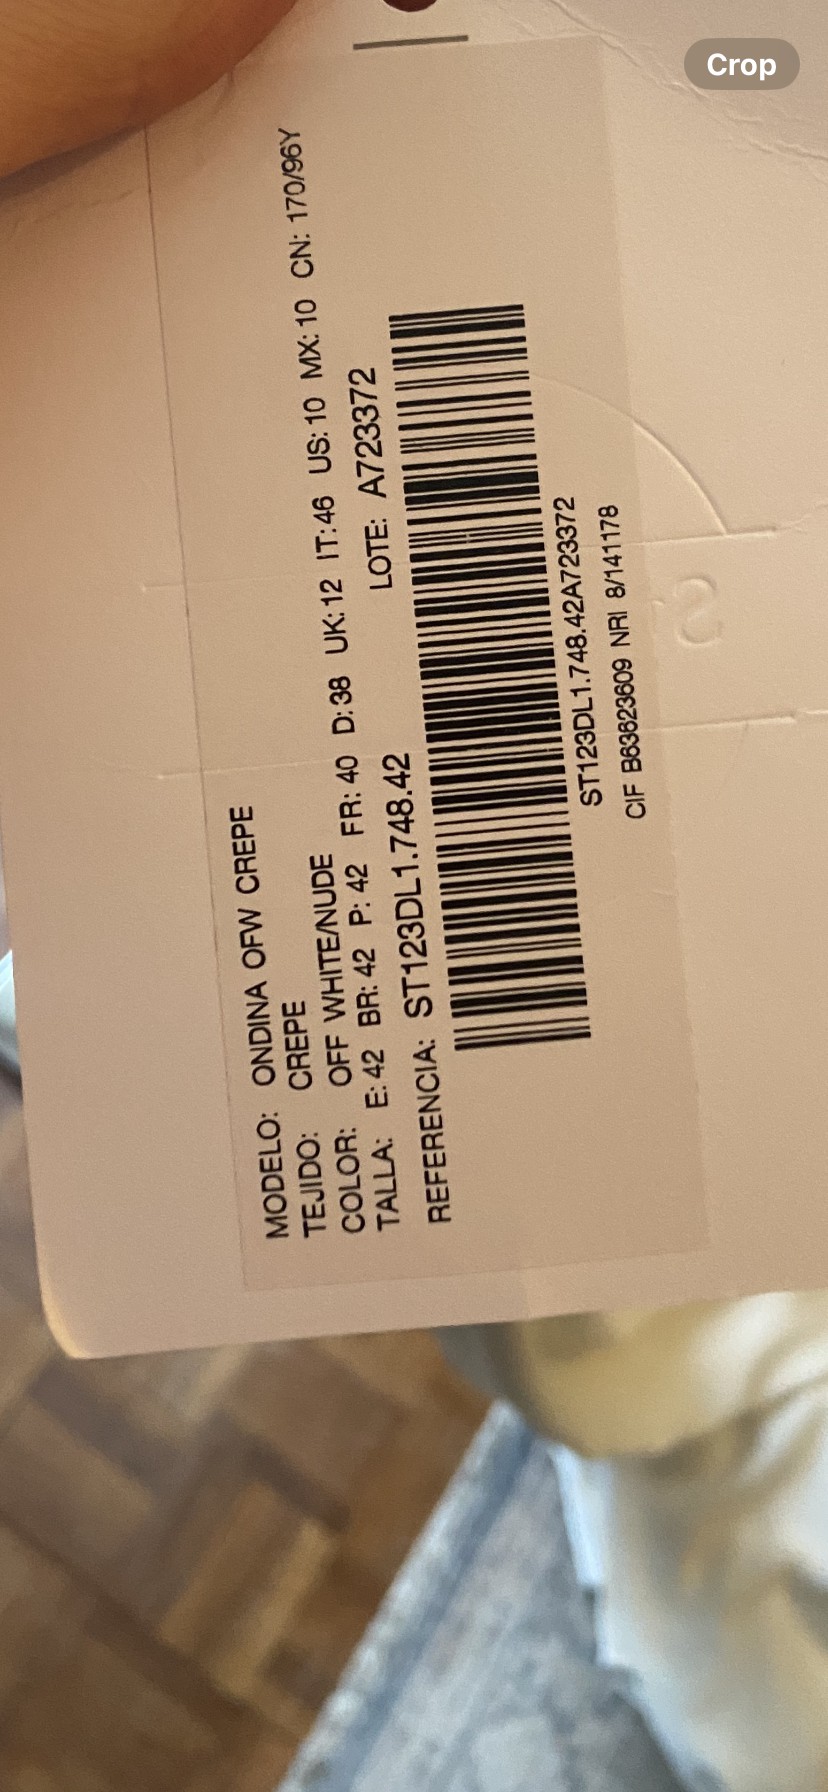 Crop
MODELO: ONDINA OFW CREPE
TEJIDO: CREPE
COLOR: OFF WHITE/NUDE
TALLA: E: 42 BR: 42 P: 42 FR: 40 D: 38 UK: 12 IT: 46 US: 10 MX: 10 CN: 170/96Y
REFERENCIA: ST123DL1.748.42 LOTE: A723372
ST123DL1.748.42A723372
CIF B63623609 NRI 8/141178
S